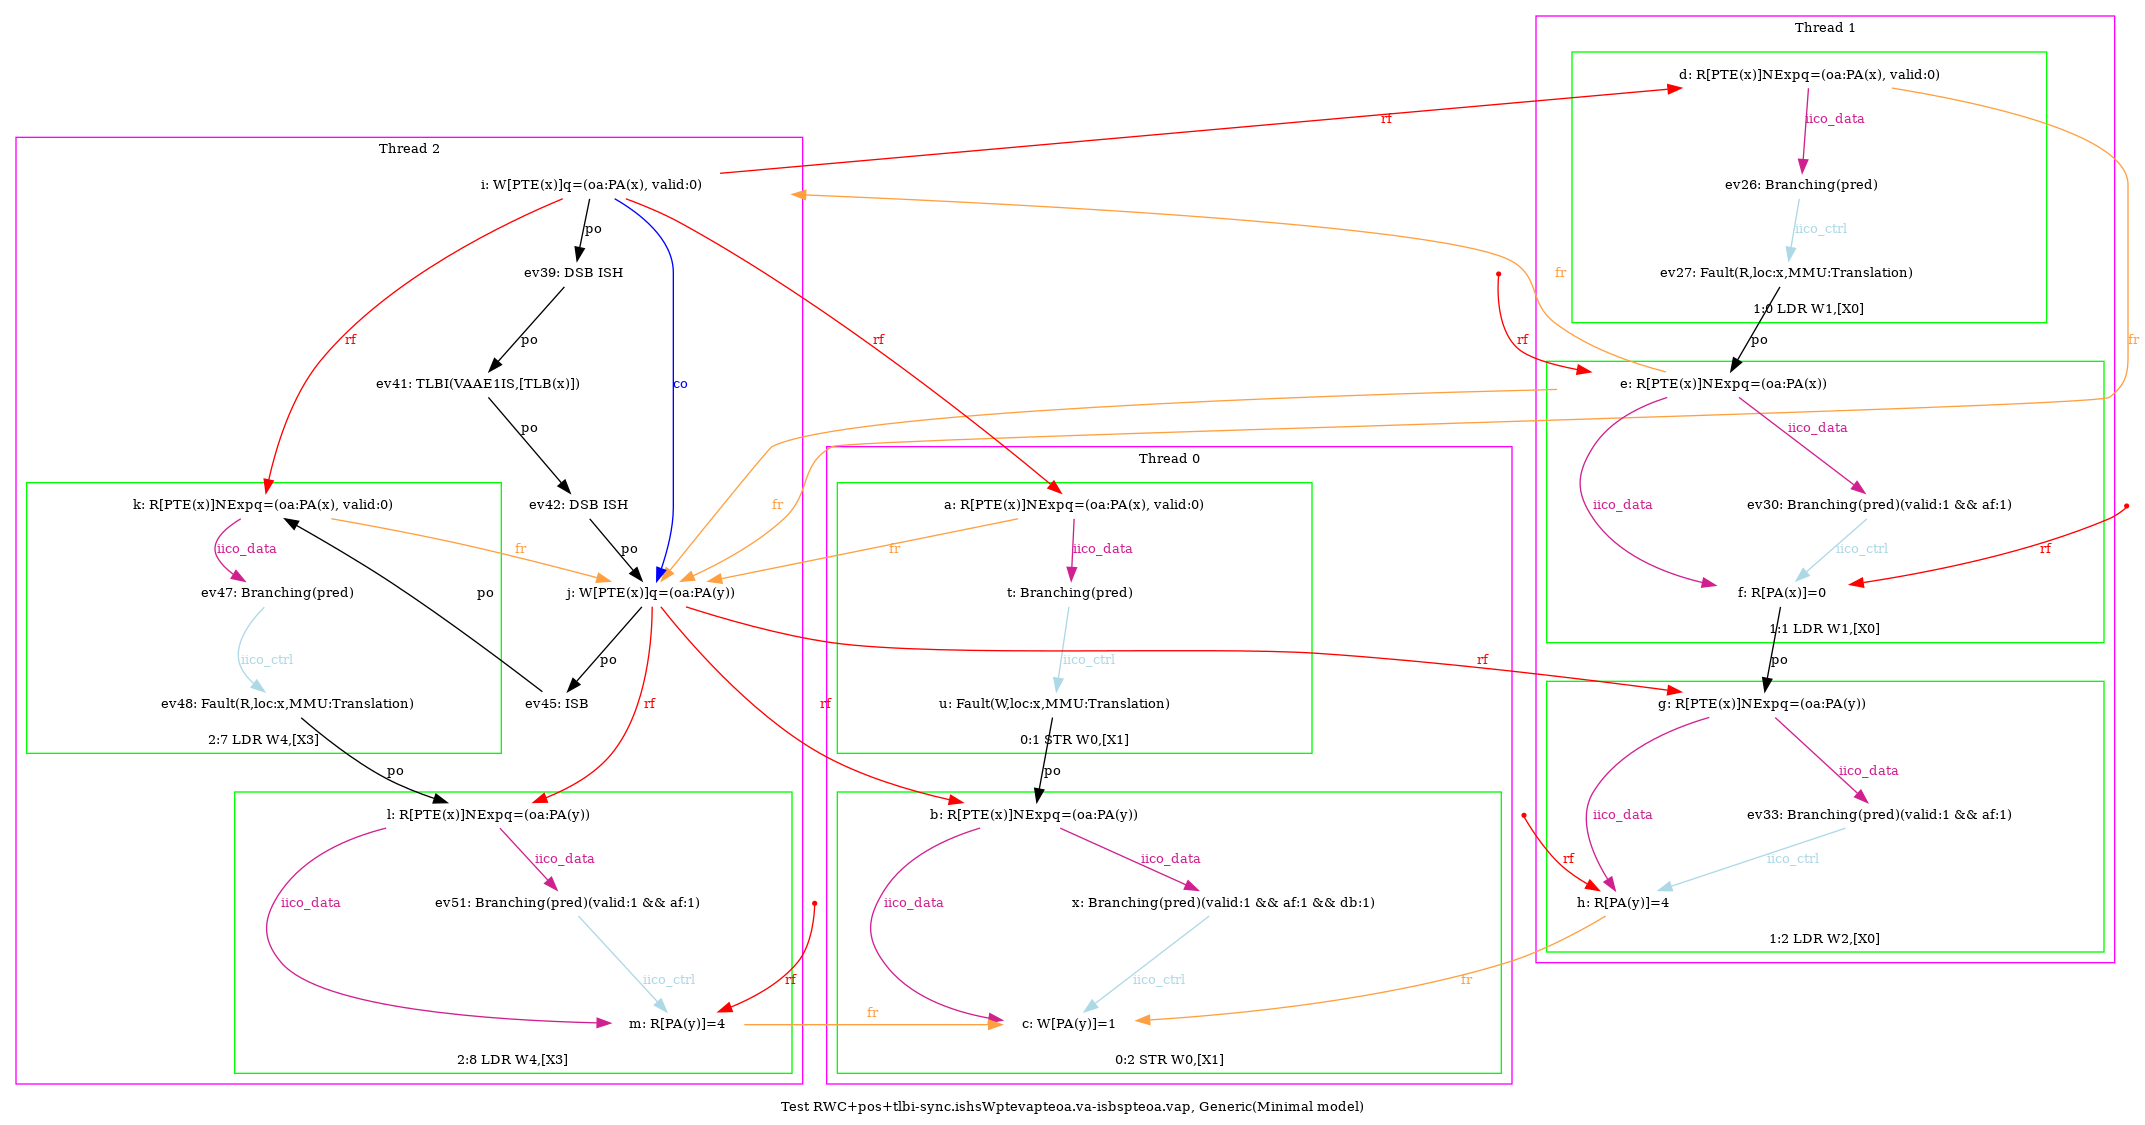 Thread 1
d: R[PTE(x)]NExpq=(oa:PA(x), valid:0)
rf
iico_data
Thread 2
i: W[PTE(x)]q=(oa:PA(x), valid:0)
ev26: Branching(pred)
po
iico_ctrl
ev39: DSB ISH
fr
ev27: Fault(R,loc:x,MMU:Translation)
1:0 LDR W1,[X0]
rf
po
rf
rf
po
fr
ev41: TLBI(VAAE1IS,[TLB(x)])
co
e: R[PTE(x)]NExpq=(oa:PA(x))
po
iico_data
Thread 0
k: R[PTE(x)]NExpq=(oa:PA(x), valid:0)
ev42: DSB ISH
fr
a: R[PTE(x)]NExpq=(oa:PA(x), valid:0)
iico_data
ev30: Branching(pred)(valid:1 && af:1)
iico_data
fr
po
fr
iico_data
iico_ctrl
rf
ev47: Branching(pred)
po
j: W[PTE(x)]q=(oa:PA(y))
t: Branching(pred)
f: R[PA(x)]=0
1:1 LDR W1,[X0]
iico_ctrl
po
iico_ctrl
rf
po
ev48: Fault(R,loc:x,MMU:Translation)
ev45: ISB
rf
rf
u: Fault(W,loc:x,MMU:Translation)
g: R[PTE(x)]NExpq=(oa:PA(y))
2:7 LDR W4,[X3]
0:1 STR W0,[X1]
po
po
iico_data
l: R[PTE(x)]NExpq=(oa:PA(y))
b: R[PTE(x)]NExpq=(oa:PA(y))
iico_data
ev33: Branching(pred)(valid:1 && af:1)
iico_data
iico_data
rf
iico_ctrl
iico_data
ev51: Branching(pred)(valid:1 && af:1)
iico_data
x: Branching(pred)(valid:1 && af:1 && db:1)
h: R[PA(y)]=4
1:2 LDR W2,[X0]
iico_ctrl
rf
iico_ctrl
fr
fr
m: R[PA(y)]=4
c: W[PA(y)]=1
2:8 LDR W4,[X3]
0:2 STR W0,[X1]
Test RWC+pos+tlbi-sync.ishsWptevapteoa.va-isbspteoa.vap, Generic(Minimal model)